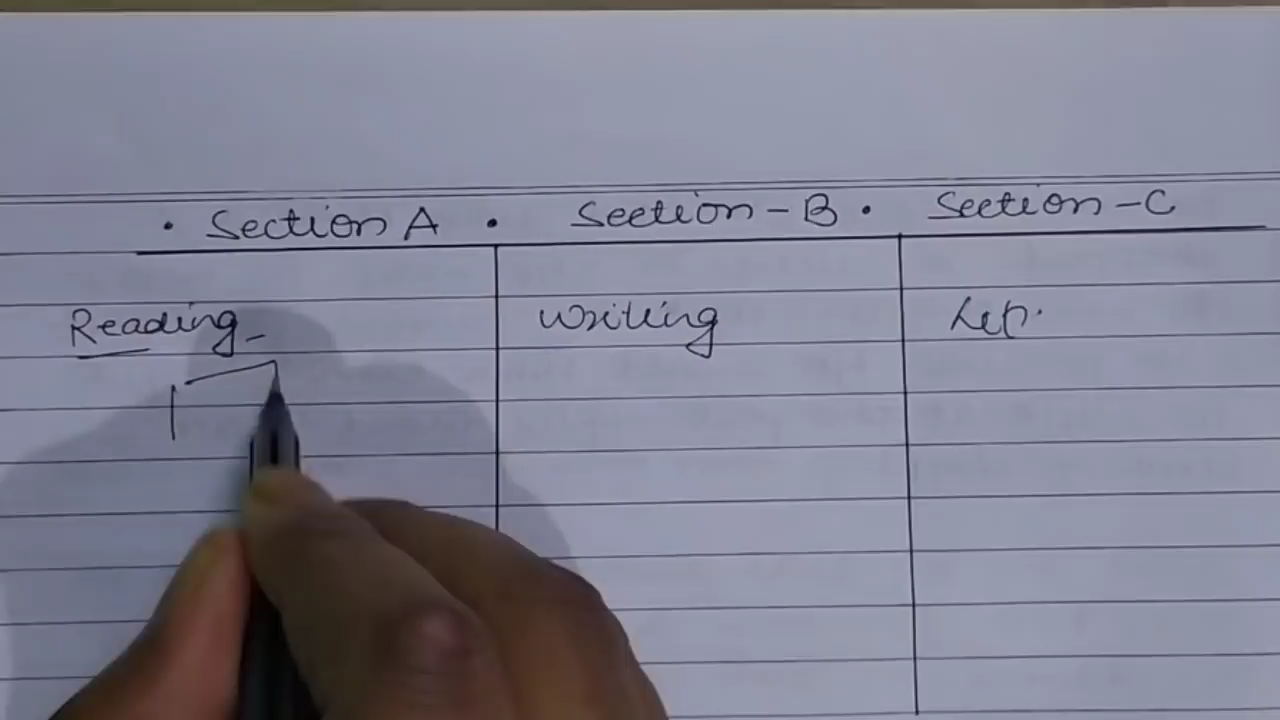 • Section A • Section - B • Section - C
Reading - Writing Lit.